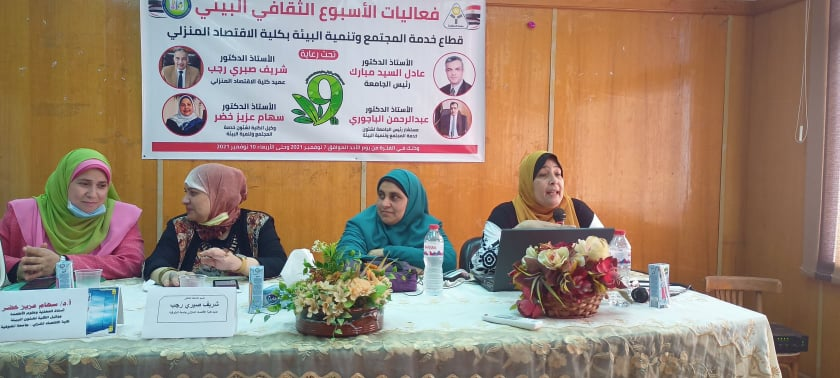 فعاليات الأسبوع الثقافي البيئي
قطاع خدمة المجتمع وتنمية البيئة بكلية الاقتصاد المنزلي
تحت رعاية
الأستاذ الدكتور
عادل السيد مبارك
رئيس الجامعة
الأستاذ الدكتور
شريف صبري رجب
عميد كلية الاقتصاد المنزلي
الأستاذ الدكتور
عبدالرحمن الباجوري
مستشار رئيس الجامعة لشئون
خدمة المجتمع وتنمية البيئة
الأستاذ الدكتور
سهام عزيز خضر
وكيل الكلية لشئون خدمة
المجتمع وتنمية البيئة
وذلك في الفترة من يوم الأحد الموافق 7 نوفمبر 2021 وحتى الأربعاء 10 نوفمبر 2021
أ.د/ سهام عزيز خضر
شريف صبري رجب